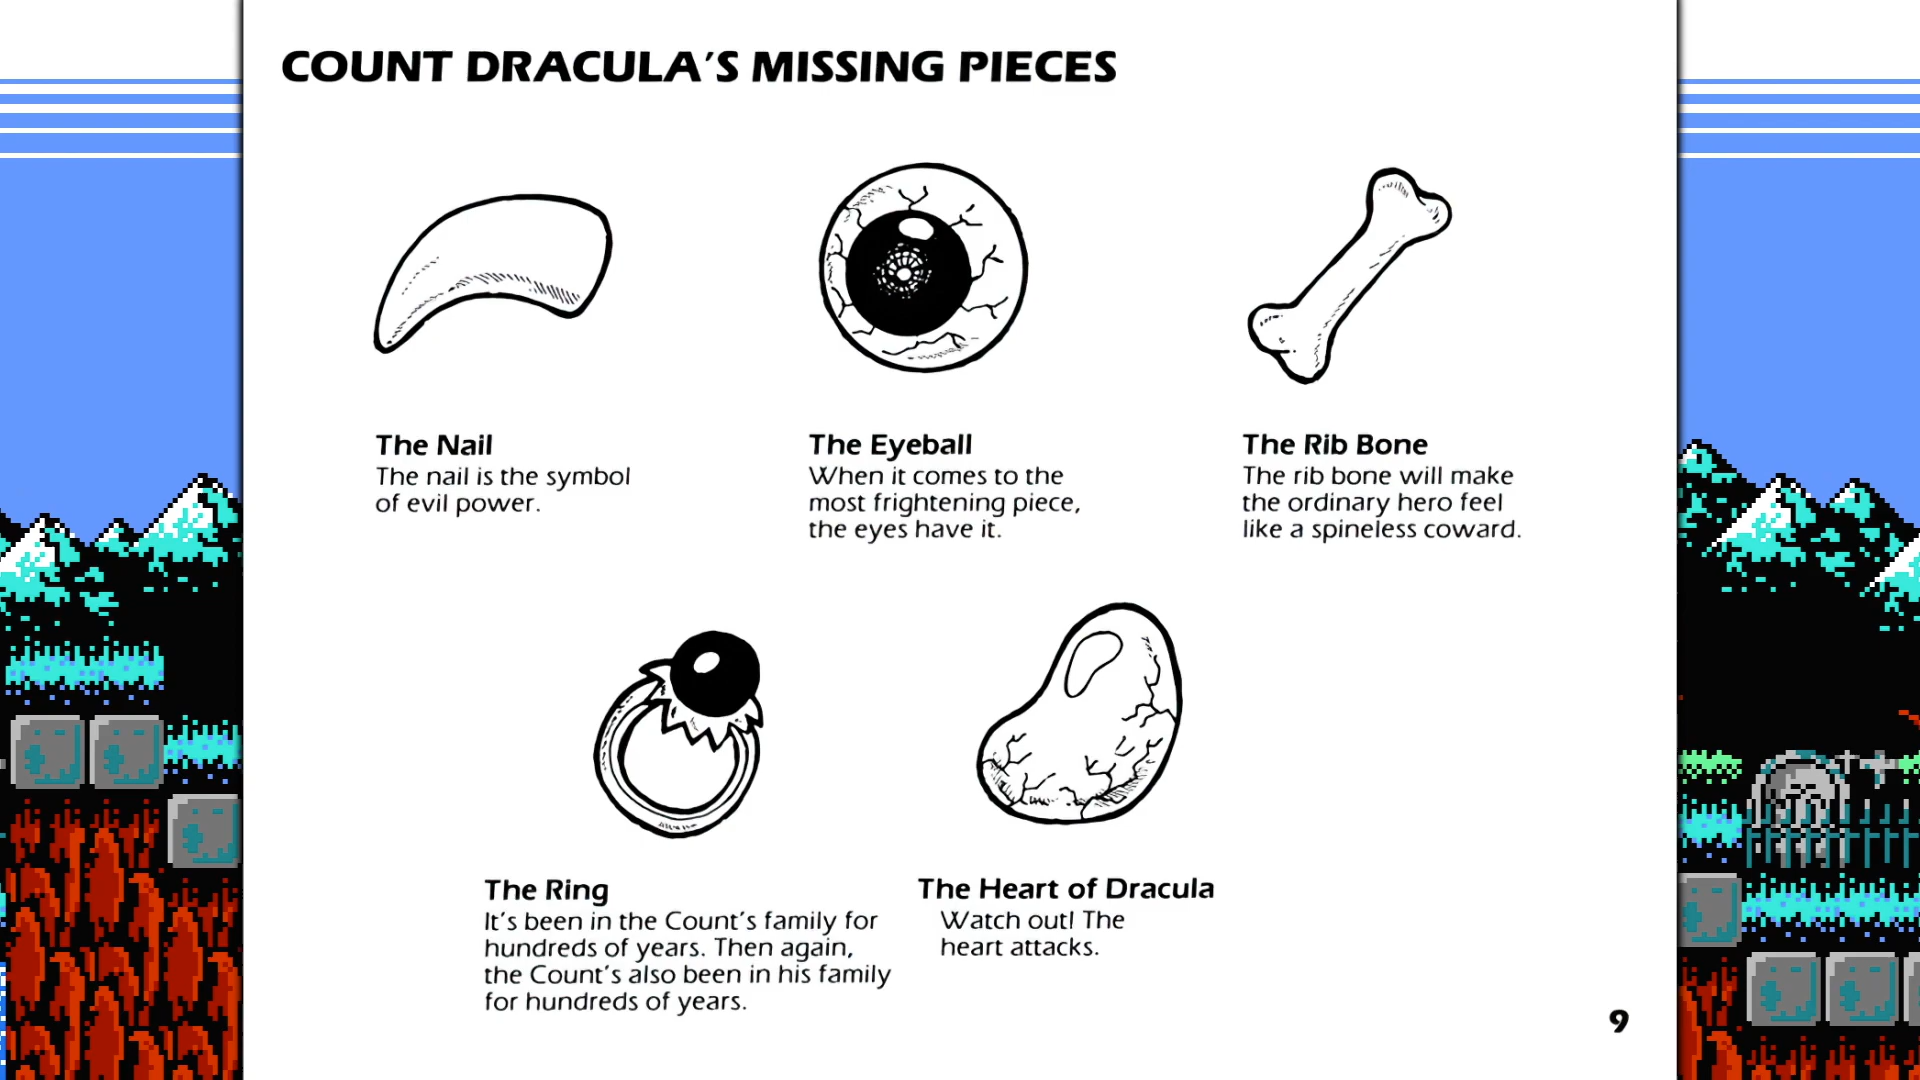 COUNT DRACULA'S MISSING PIECES
The Nail
The nail is the symbol
of evil power.
The Eyeball
When it comes to the
most frightening piece,
the eyes have it.
The Rib Bone
The rib bone will make
the ordinary hero feel
like a spineless coward.
The Ring
It's been in the Count's family for
hundreds of years. Then again,
the Count's also been in his family
for hundreds of years.
The Heart of Dracula
Watch out! The
heart attacks.
9